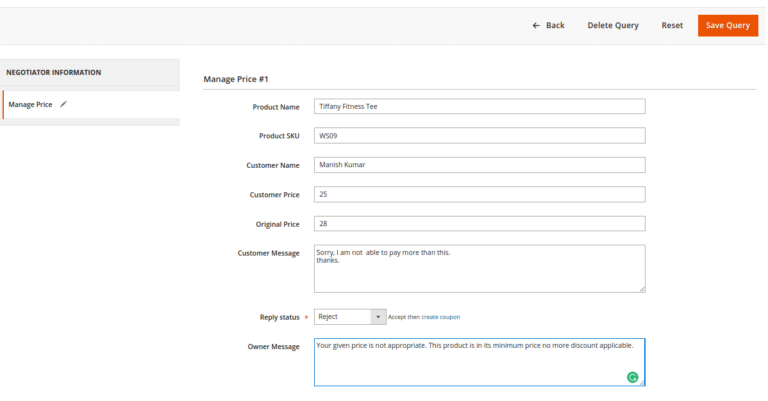 ← Back Delete Query Reset Save Query
NEGOTIATOR INFORMATION
Manage Price
Manage Price #1
Product Name Tiffany Fitness Tee
Product SKU WS09
Customer Name Manish Kumar
Customer Price 25
Original Price 28
Customer Message Sorry, I am not able to pay more than this.
thanks.
Reply status * Reject Accept then create coupon
Owner Message Your given price is not appropriate. This product is in its minimum price no more discount applicable.